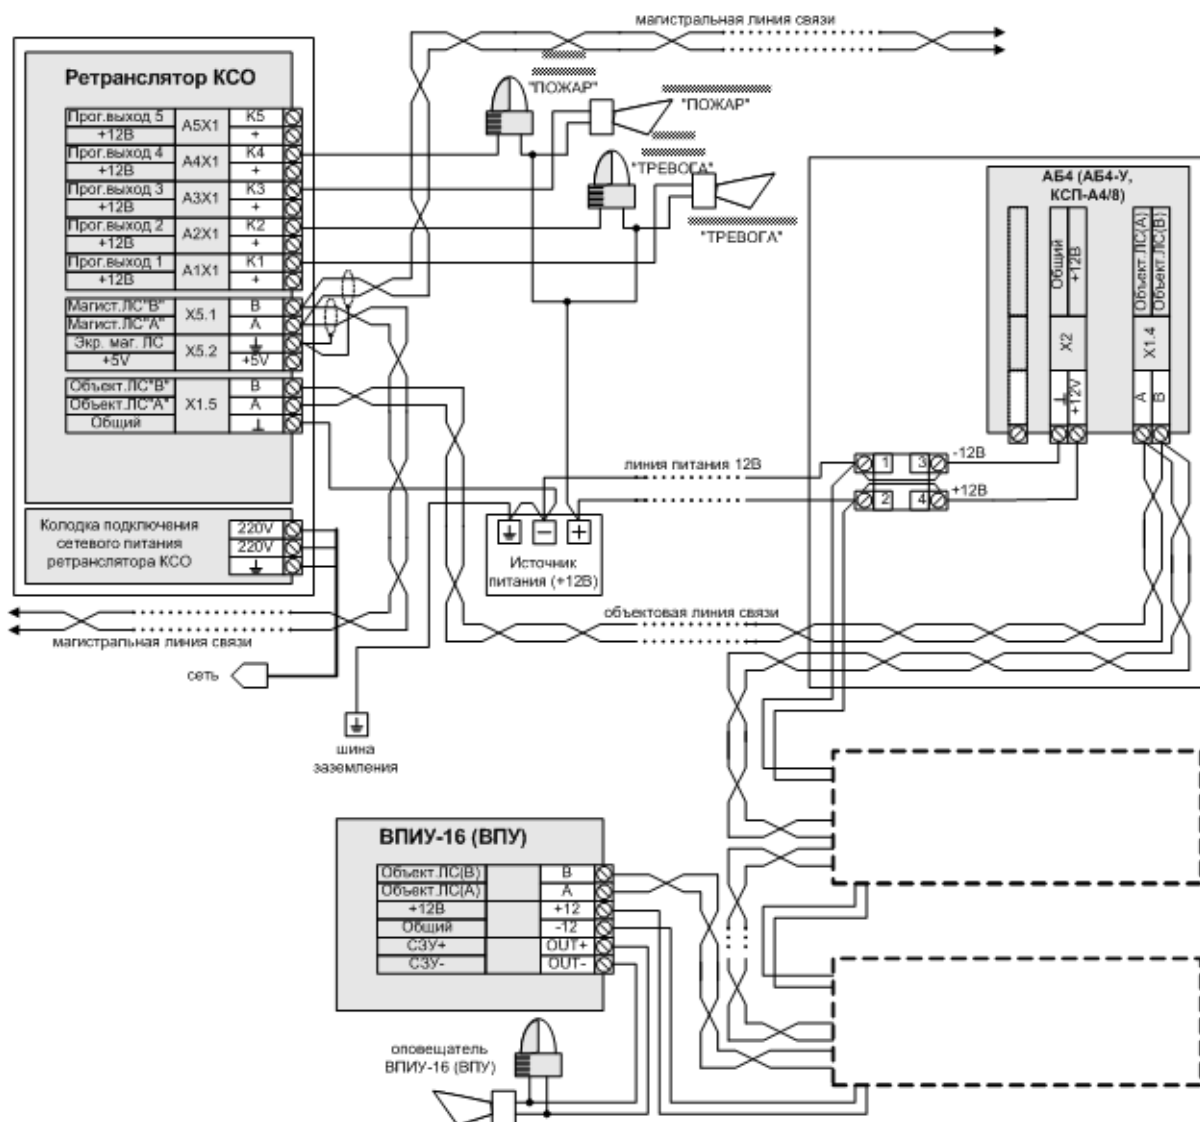 магистральная линия связи
Ретранслятор КСО
Прог.выход 5 A5X1 K5
+12В +
Прог.выход 4 A4X1 K4
+12В +
Прог.выход 3 A3X1 K3
+12В +
Прог.выход 2 A2X1 K2
+12В +
Прог.выход 1 A1X1 K1
+12В +
Магист.ЛС"В" X5.1 В
Магист.ЛС"А" А
Экр. маг. ЛС X5.2
+5V +5V
Объект.ЛС"В" X1.5 В
Объект.ЛС"А" А
Общий
Колодка подключения
сетевого питания
ретранслятора КСО
220V
220V
"ПОЖАР"
"ПОЖАР"
"ТРЕВОГА"
"ТРЕВОГА"
АБ4 (АБ4-У,
КСП-А4/8)
Общий
+12В
Объект.ЛС(А)
Объект.ЛС(В)
X2
X1.4
+12V
А
В
линия питания 12В
1 3 -12В
2 4 +12В
Источник
питания (+12В)
объектовая линия связи
магистральная линия связи
сеть
шина
заземления
ВПИУ-16 (ВПУ)
Объект.ЛС(В) В
Объект.ЛС(А) А
+12В +12
Общий -12
СЗУ+ OUT+
СЗУ- OUT-
оповещатель
ВПИУ-16 (ВПУ)